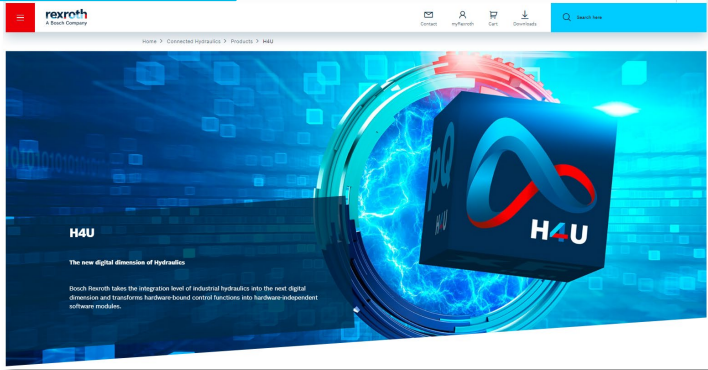 rexroth
A Bosch Company
Contact
myRexroth
Cart
Downloads
Search here
Home > Connected Hydraulics > Products > H4U
pQ
H4U
H4U
H4U
The new digital dimension of Hydraulics
Bosch Rexroth takes the integration level of industrial hydraulics into the next digital
dimension and transforms hardware-bound control functions into hardware-independent
software modules.